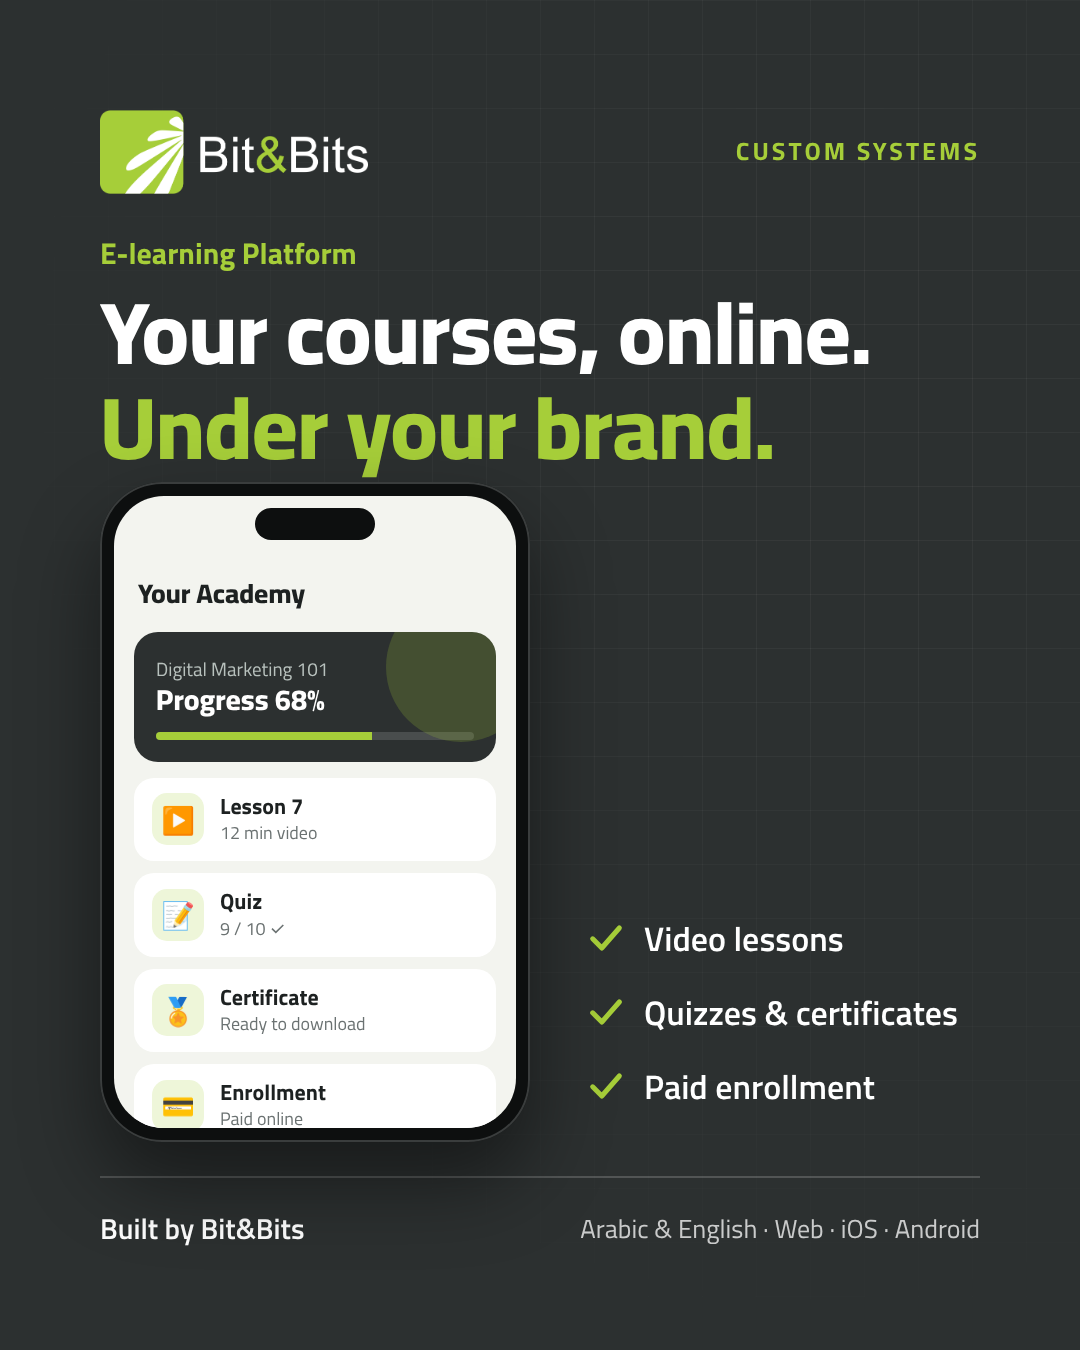 Bit&Bits
CUSTOM SYSTEMS
E-learning Platform
Your courses, online.
Under your brand.
Your Academy
Digital Marketing 101
Progress 68%
Lesson 7
12 min video
Quiz
9 / 10 ✓
Certificate
Ready to download
Enrollment
Paid online
Video lessons
Quizzes & certificates
Paid enrollment
Built by Bit&Bits
Arabic & English · Web · iOS · Android